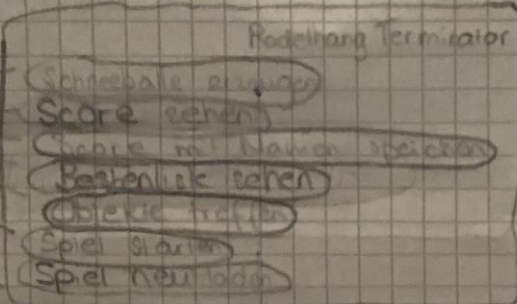 Rodelhang Terminator
Schneebälle erzeugen
Score sehen
Score mit Namen speichern
Bestenliste sehen
Objekte treffen
Spiel starten
Spiel neu laden